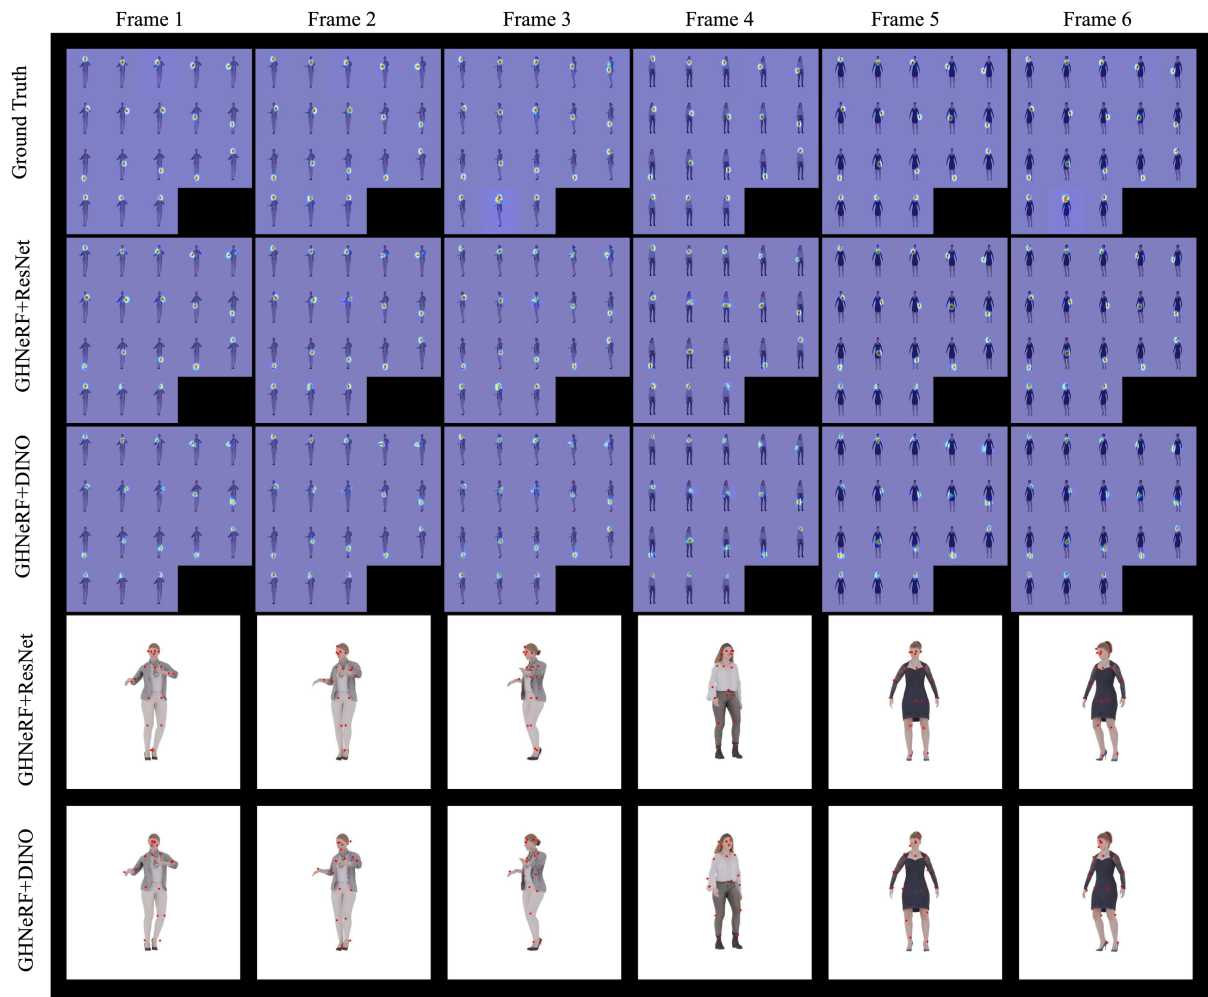 Frame 1
Frame 2
Frame 3
Frame 4
Frame 5
Frame 6
Ground Truth
GHNeRF+ResNet
GHNeRF+DINO
GHNeRF+ResNet
GHNeRF+DINO